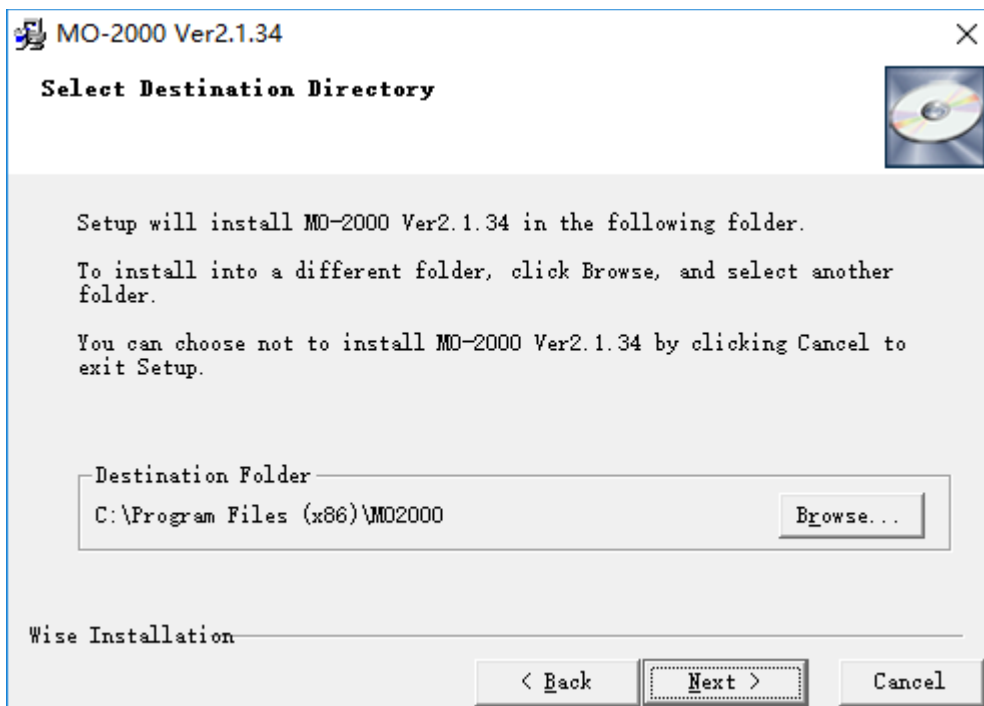 MO-2000 Ver2.1.34
Select Destination Directory
Setup will install MO-2000 Ver2.1.34 in the following folder.
To install into a different folder, click Browse, and select another
folder.
You can choose not to install MO-2000 Ver2.1.34 by clicking Cancel to
exit Setup.
Destination Folder
C:\Program Files (x86)\MO2000
Browse...
Wise Installation
< Back
Next >
Cancel